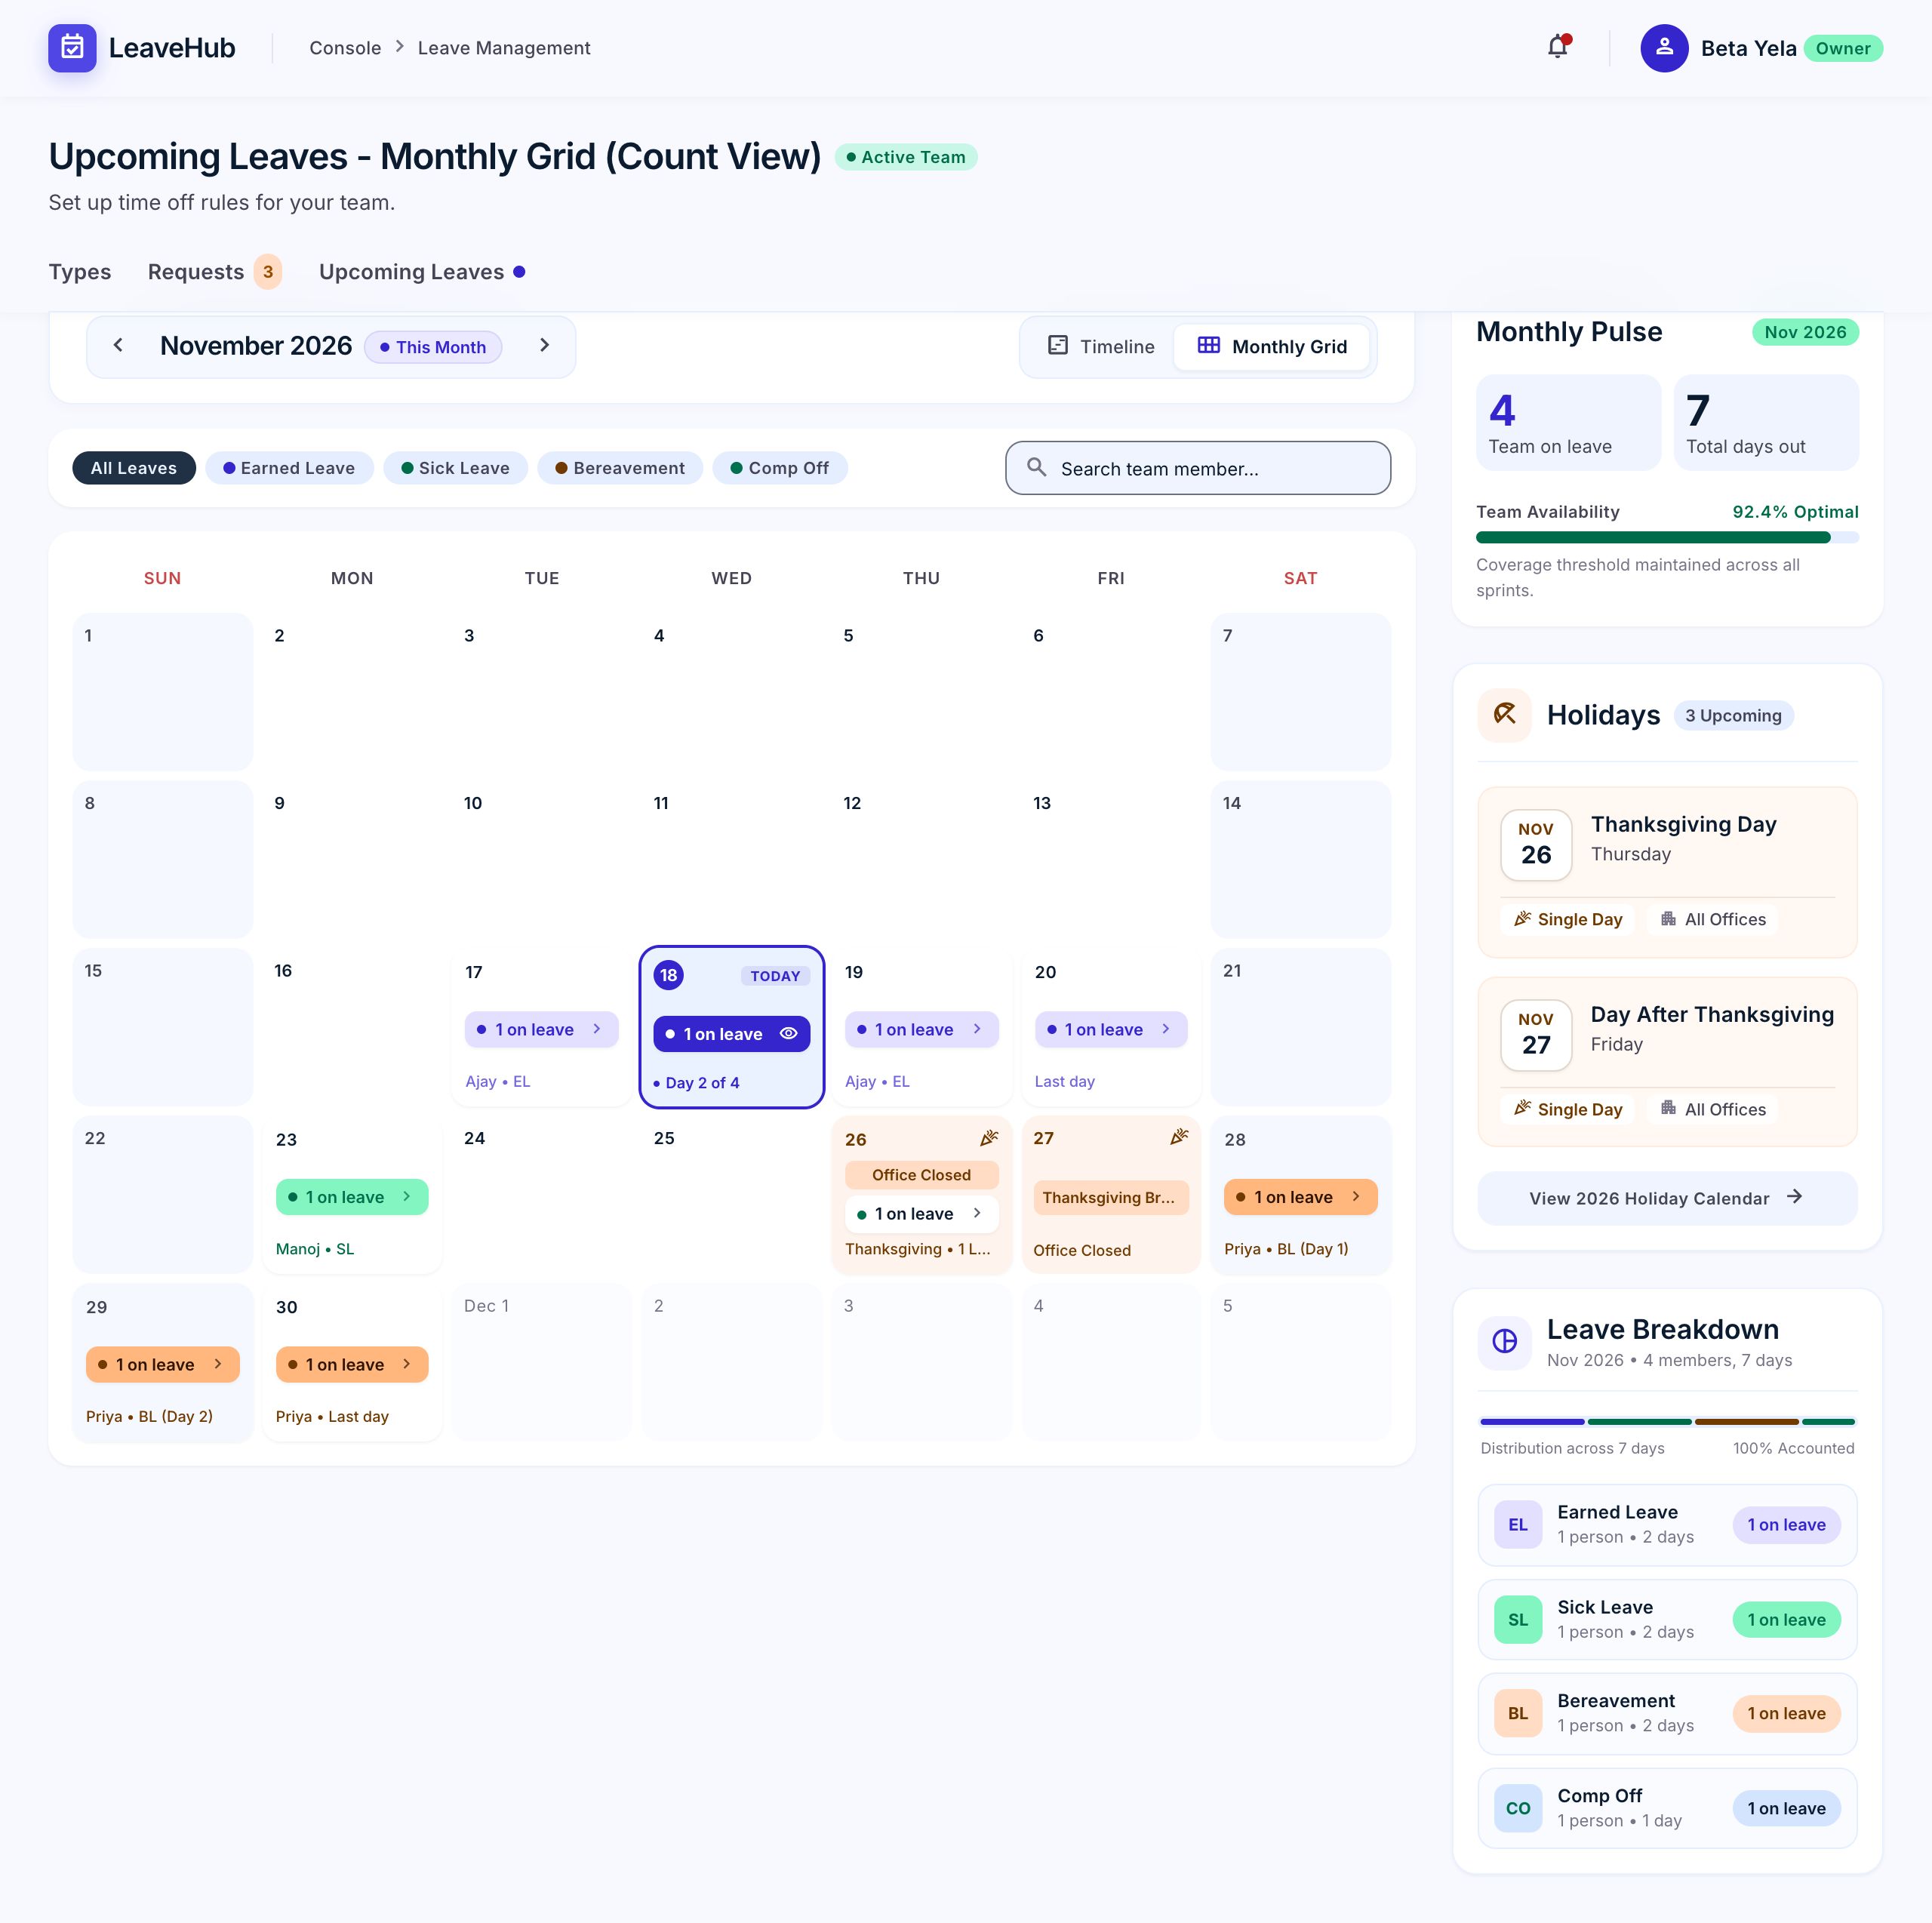 LeaveHub
Console > Leave Management
Beta Yela Owner
Upcoming Leaves - Monthly Grid (Count View) • Active Team
Set up time off rules for your team.
Types Requests 3 Upcoming Leaves
November 2026 • This Month
Timeline Monthly Grid
All Leaves Earned Leave Sick Leave Bereavement Comp Off
Search team member...
SUN MON TUE WED THU FRI SAT
1 2 3 4 5 6 7
8 9 10 11 12 13 14
15 16 17 18 TODAY 19 20 21
1 on leave 1 on leave 1 on leave 1 on leave
Ajay • EL • Day 2 of 4 Ajay • EL Last day
22 23 24 25 26 27 28
Office Closed
1 on leave 1 on leave Thanksgiving Br... 1 on leave
Manoj • SL Thanksgiving • 1 L... Office Closed Priya • BL (Day 1)
29 30 Dec 1 2 3 4 5
1 on leave 1 on leave
Priya • BL (Day 2) Priya • Last day
Monthly Pulse Nov 2026
4 7
Team on leave Total days out
Team Availability 92.4% Optimal
Coverage threshold maintained across all
sprints.
Holidays 3 Upcoming
NOV
26
Thanksgiving Day
Thursday
Single Day All Offices
NOV
27
Day After Thanksgiving
Friday
Single Day All Offices
View 2026 Holiday Calendar →
Leave Breakdown
Nov 2026 • 4 members, 7 days
Distribution across 7 days 100% Accounted
EL Earned Leave
1 person • 2 days
1 on leave
SL Sick Leave
1 person • 2 days
1 on leave
BL Bereavement
1 person • 2 days
1 on leave
CO Comp Off
1 person • 1 day
1 on leave